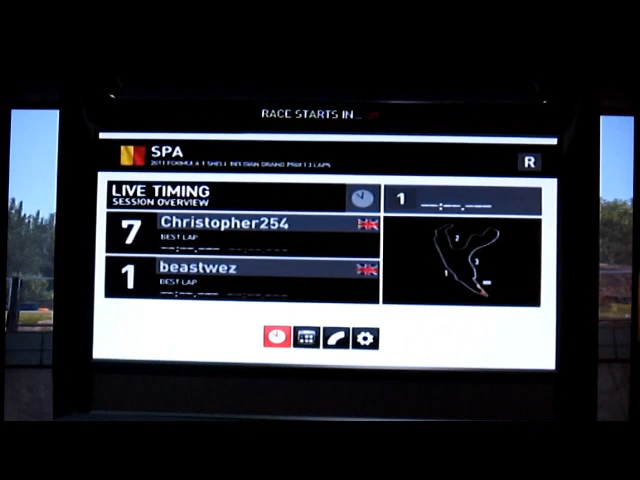 RACE STARTS IN...
SPA
2011 FORMULA 1 SHELL BELGIAN GRAND PRIX | 3 LAPS
R
LIVE TIMING
SESSION OVERVIEW
1 --:--.---
7 Christopher254
BEST LAP
--:--.--- --:--.---
1 beastwez
BEST LAP
--:--.--- --:--.---
2
3
1